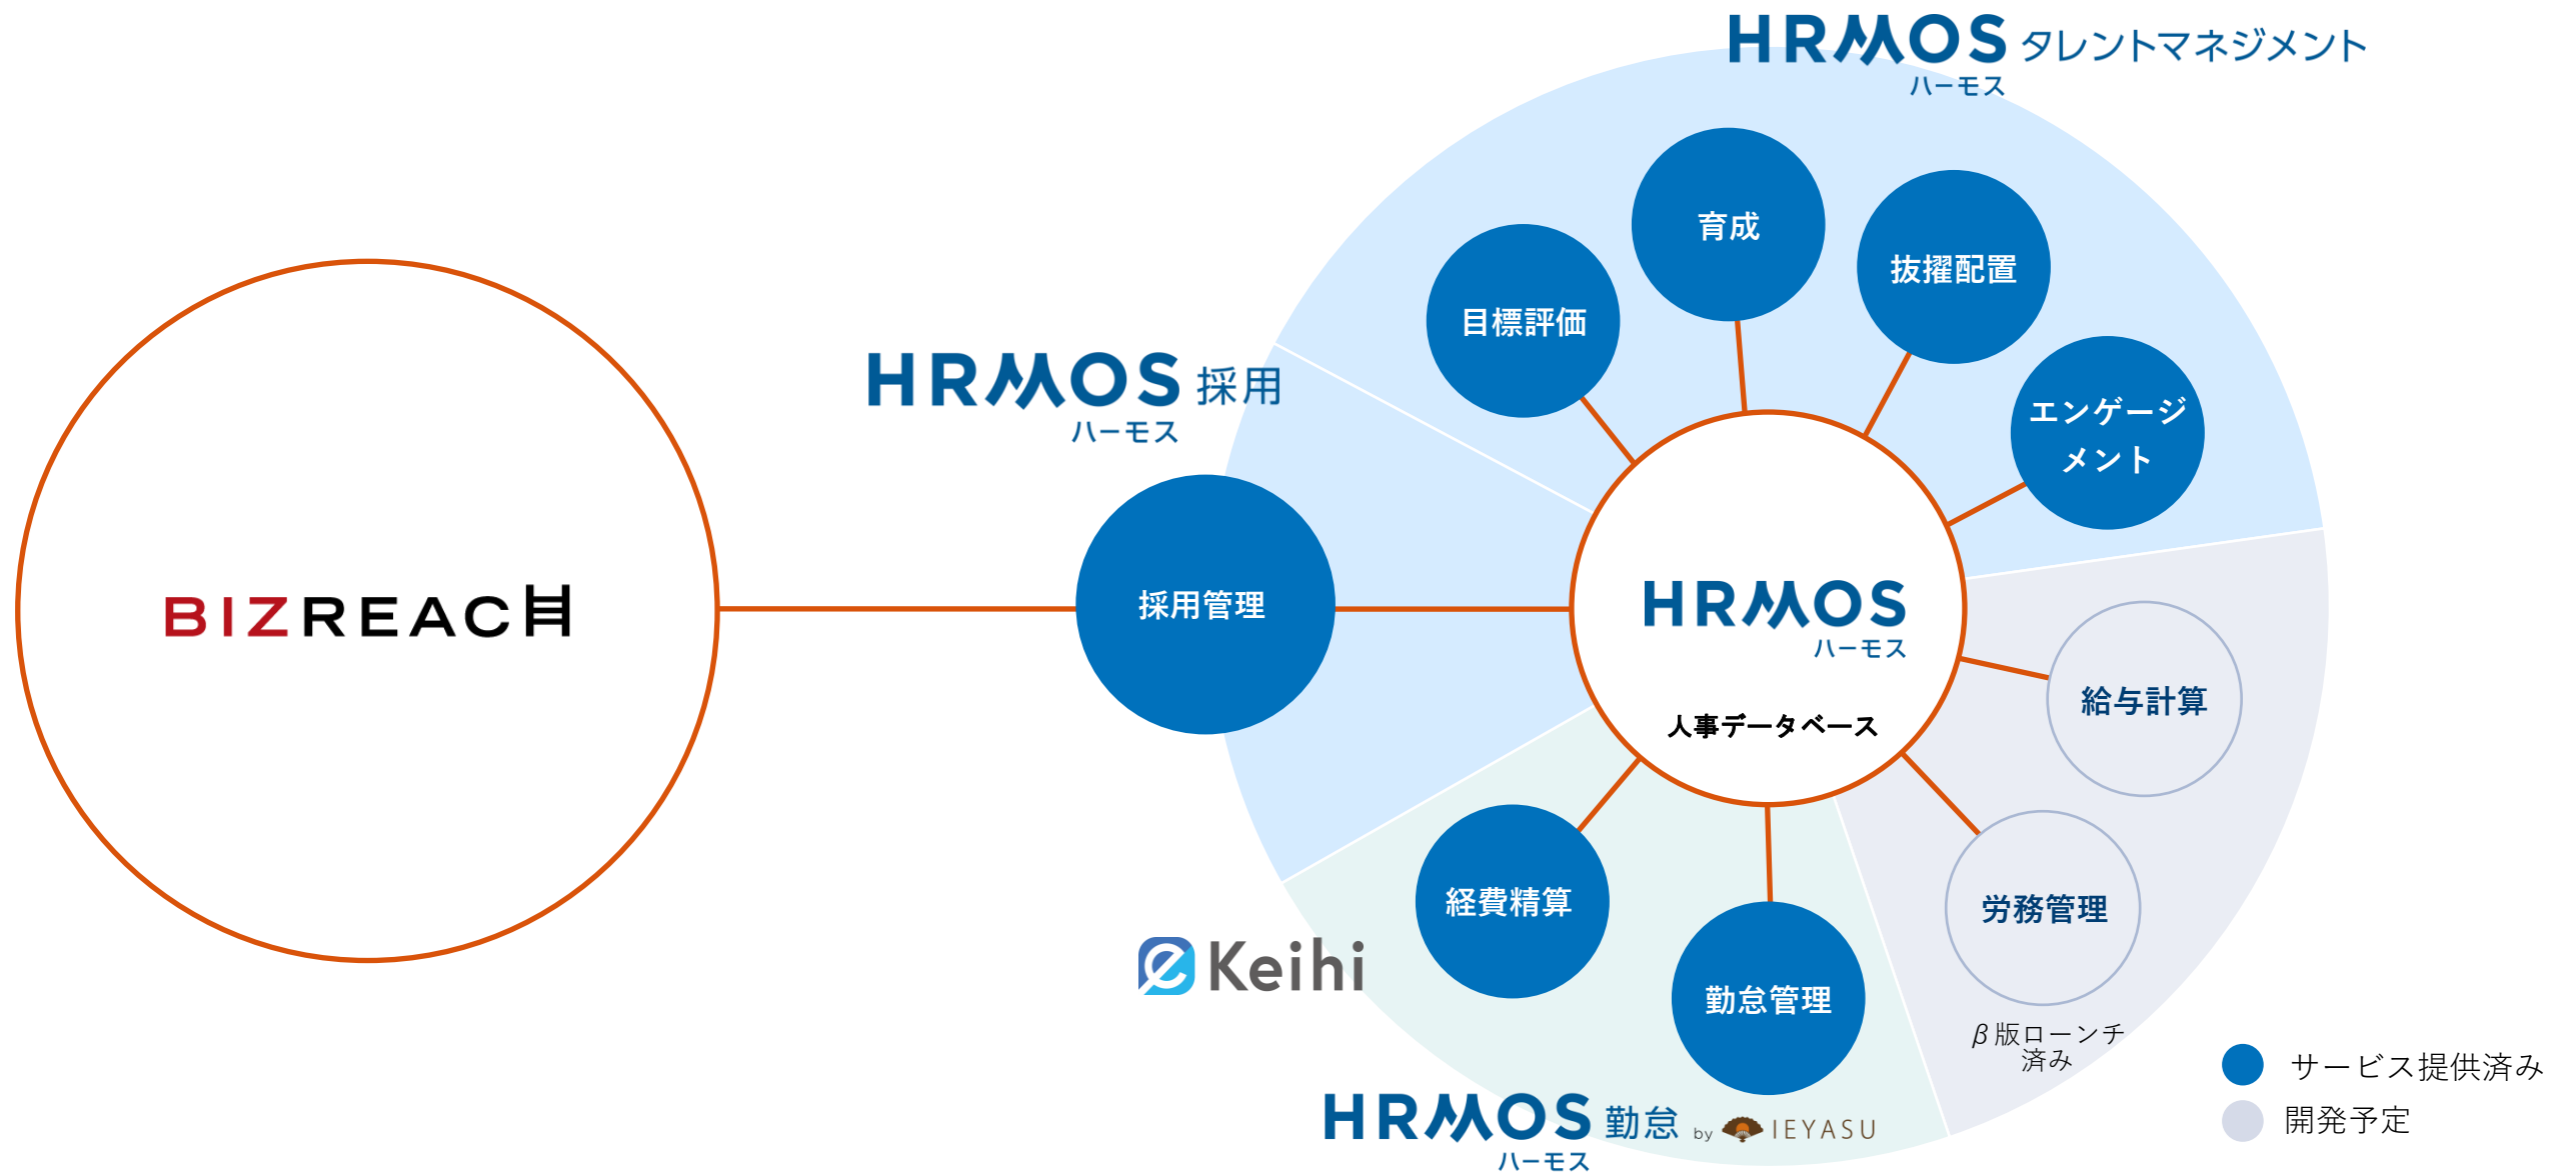 HRMOS タレントマネジメント
ハーモス
育成
抜擢配置
目標評価
エンゲージ
メント
HRMOS 採用
ハーモス
採用管理
BIZREACH
HRMOS
ハーモス
人事データベース
給与計算
労務管理
β版ローンチ
済み
経費精算
Keihi
勤怠管理
HRMOS 勤怠 by IEYASU
ハーモス
サービス提供済み
開発予定